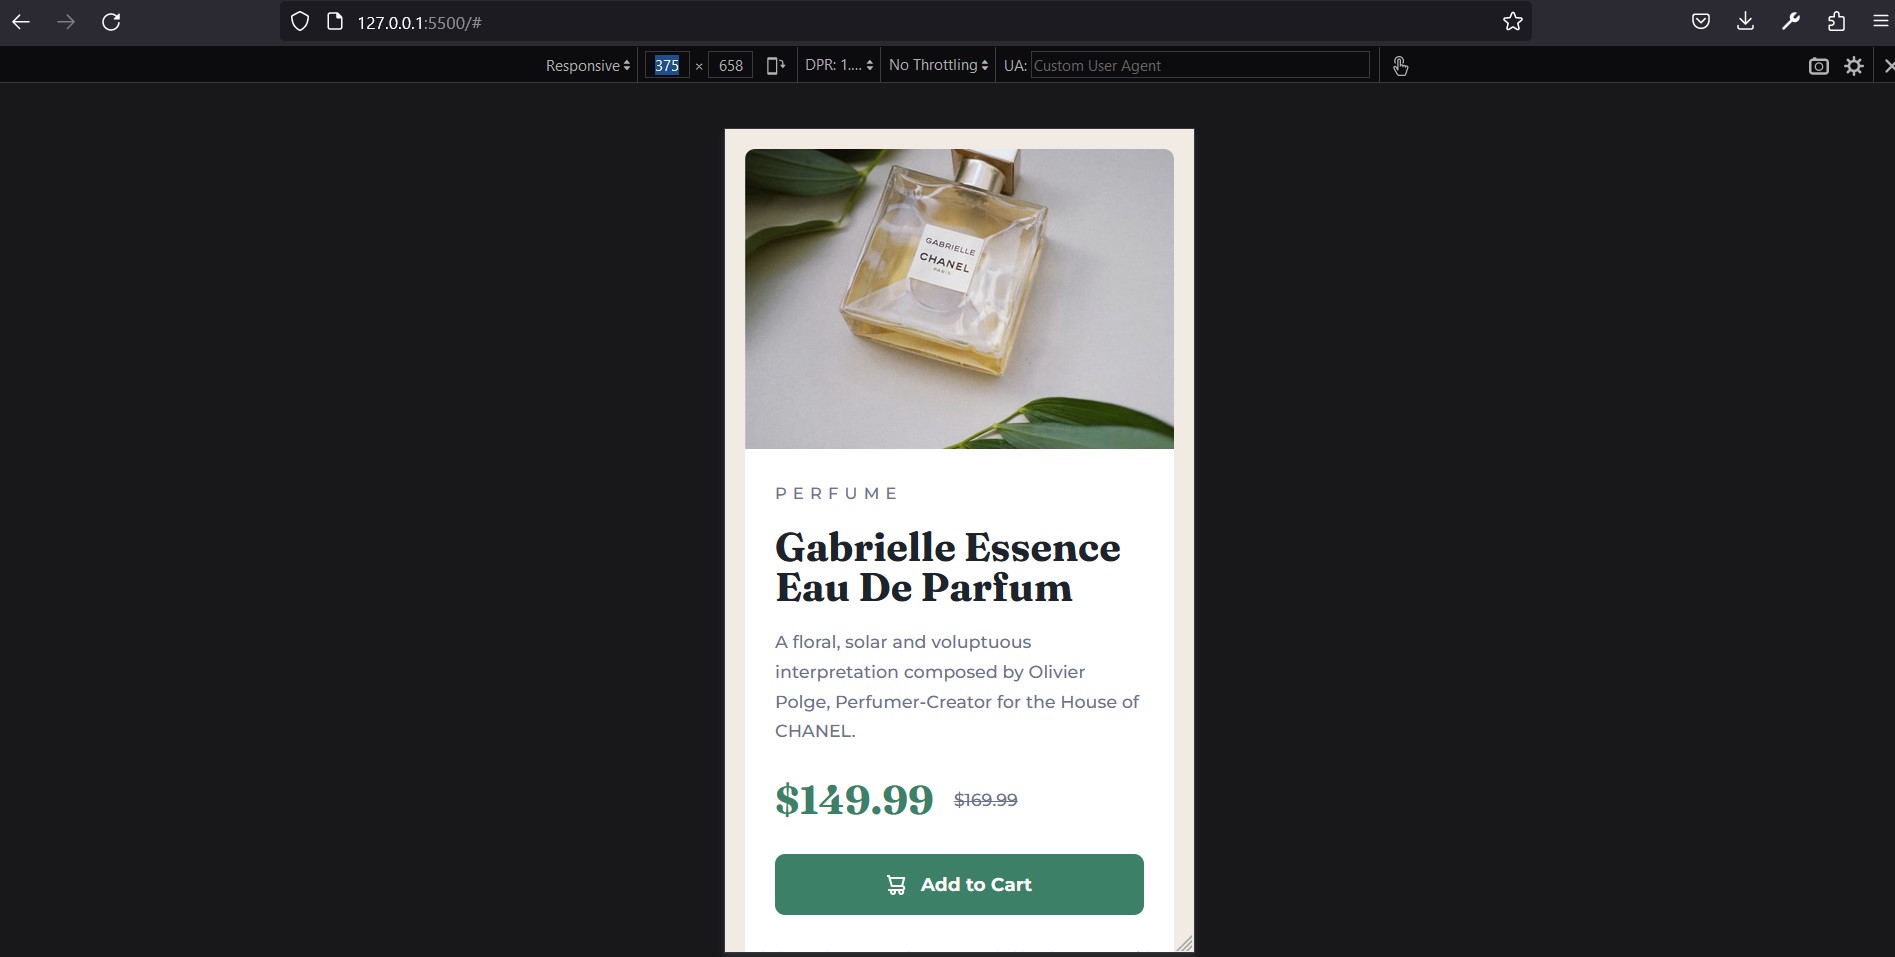 127.0.0.1:5500/#
Responsive 375 × 658 DPR: 1.... No Throttling UA: Custom User Agent
GABRIELLE
CHANEL
PARIS
PERFUME
Gabrielle Essence
Eau De Parfum
A floral, solar and voluptuous
interpretation composed by Olivier
Polge, Perfumer-Creator for the House of
CHANEL.
$149.99 $169.99
Add to Cart